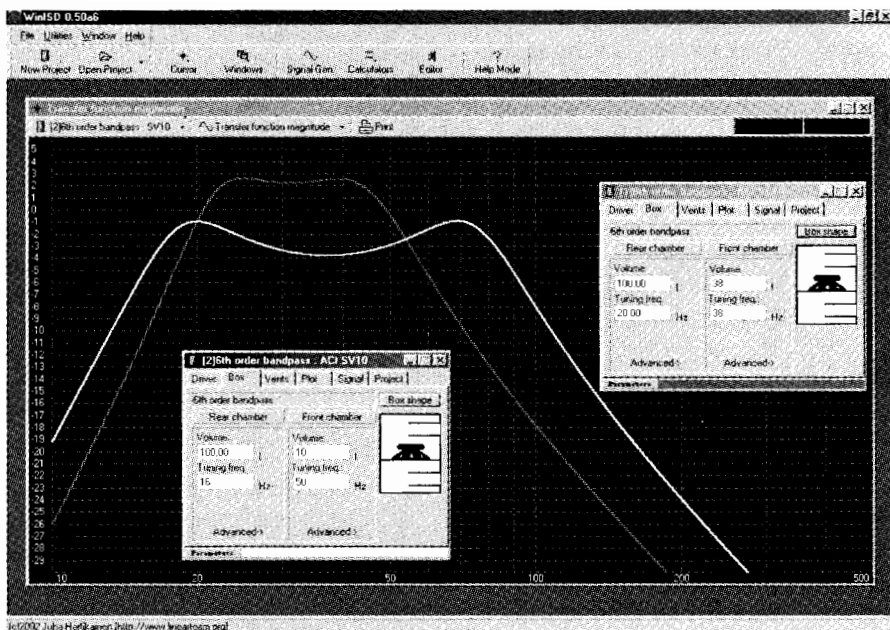 WinISD 0.50a6
File Utilities Window Help
New Project Open Project Cursor Windows Signal Gen. Calculators Editor Help Mode
[2]6th order bandpass : SV10 Transfer function magnitude Print
5
4
3
2
1
0
1
2
3
4
5
6
7
8
9
10
11
12
13
14
15
16
17
18
19
20
21
22
23
24
25
26
27
28
29
10 20 50 100 200 500
Driver Box Vents Plot Signal Project
6th order bandpass Box shape
Rear chamber Front chamber
Volume: Volume:
100.00 l 38 l
Tuning freq.: Tuning freq.:
20.00 Hz 38 Hz
Advanced-> Advanced->
Parameters
[2]6th order bandpass : ACI SV10
Driver Box Vents Plot Signal Project
6th order bandpass Box shape
Rear chamber Front chamber
Volume: Volume:
100.00 l 10 l
Tuning freq.: Tuning freq.:
16 Hz 50 Hz
Advanced-> Advanced->
Parameters
(c)2002 Juha Hartikainen [http://www.linearteam.org]